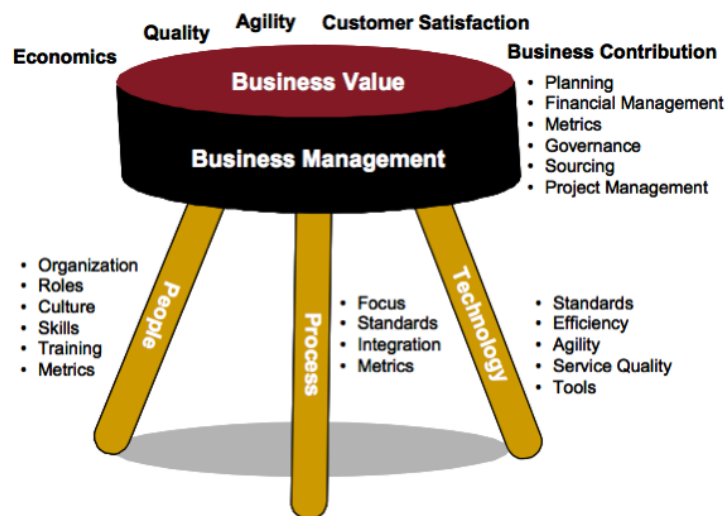 Economics
Quality
Agility
Customer Satisfaction
Business Contribution
Business Value
Business Management
• Planning
• Financial Management
• Metrics
• Governance
• Sourcing
• Project Management
• Organization
• Roles
• Culture
• Skills
• Training
• Metrics
People
Process
• Focus
• Standards
• Integration
• Metrics
Technology
• Standards
• Efficiency
• Agility
• Service Quality
• Tools